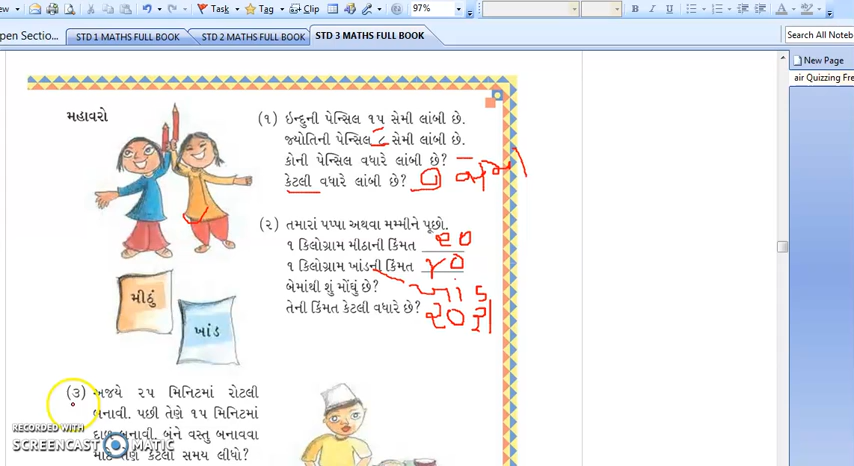 ew
Task
Tag
Clip
97%
B I U
pen Sectio...
STD 1 MATHS FULL BOOK
STD 2 MATHS FULL BOOK
STD 3 MATHS FULL BOOK
Search All Noteb
New Page
air Quizzing Fre
મહાવરો
(૧) ઇન્દુની પેન્સિલ ૧૫ સેમી લાંબી છે.
જ્યોતિની પેન્સિલ ૮ સેમી લાંબી છે.
કોની પેન્સિલ વધારે લાંબી છે?
કેટલી વધારે લાંબી છે? ૭
(૨) તમારાં પપ્પા અથવા મમ્મીને પૂછો.
૧ કિલોગ્રામ મીઠાની કિંમત ૨૦
૧ કિલોગ્રામ ખાંડની કિંમત ૪૦
બેમાંથી શું મોંઘું છે? ખાંડ
તેની કિંમત કેટલી વધારે છે? ૨૦ રૂ
મીઠું
ખાંડ
(૩) અજયે ૨૫ મિનિટમાં રોટલી
બનાવી. પછી તેણે ૧૫ મિનિટમાં
દાળ બનાવી. બંને વસ્તુ બનાવવા
માટે તેણે કેટલો સમય લીધો?
RECORDED WITH
SCREENCAST MATIC